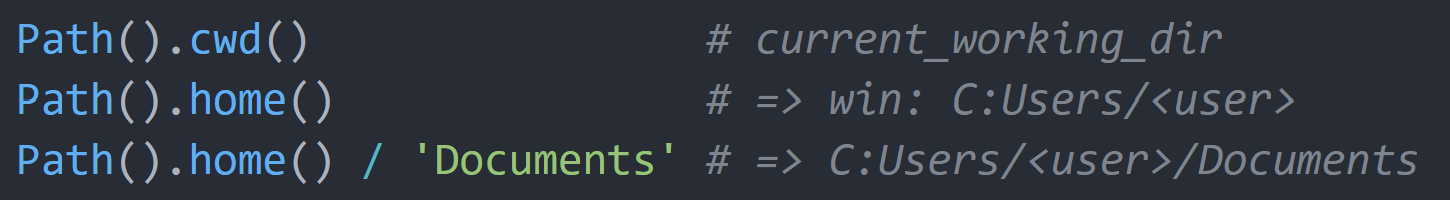 Path().cwd()                 # current_working_dir
Path().home()                # => win: C:Users/<user>
Path().home() / 'Documents'  # => C:Users/<user>/Documents